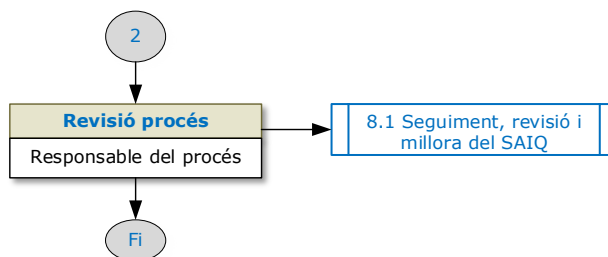 2
Revisió procés
Responsable del procés
8.1 Seguiment, revisió i
millora del SAIQ
Fi